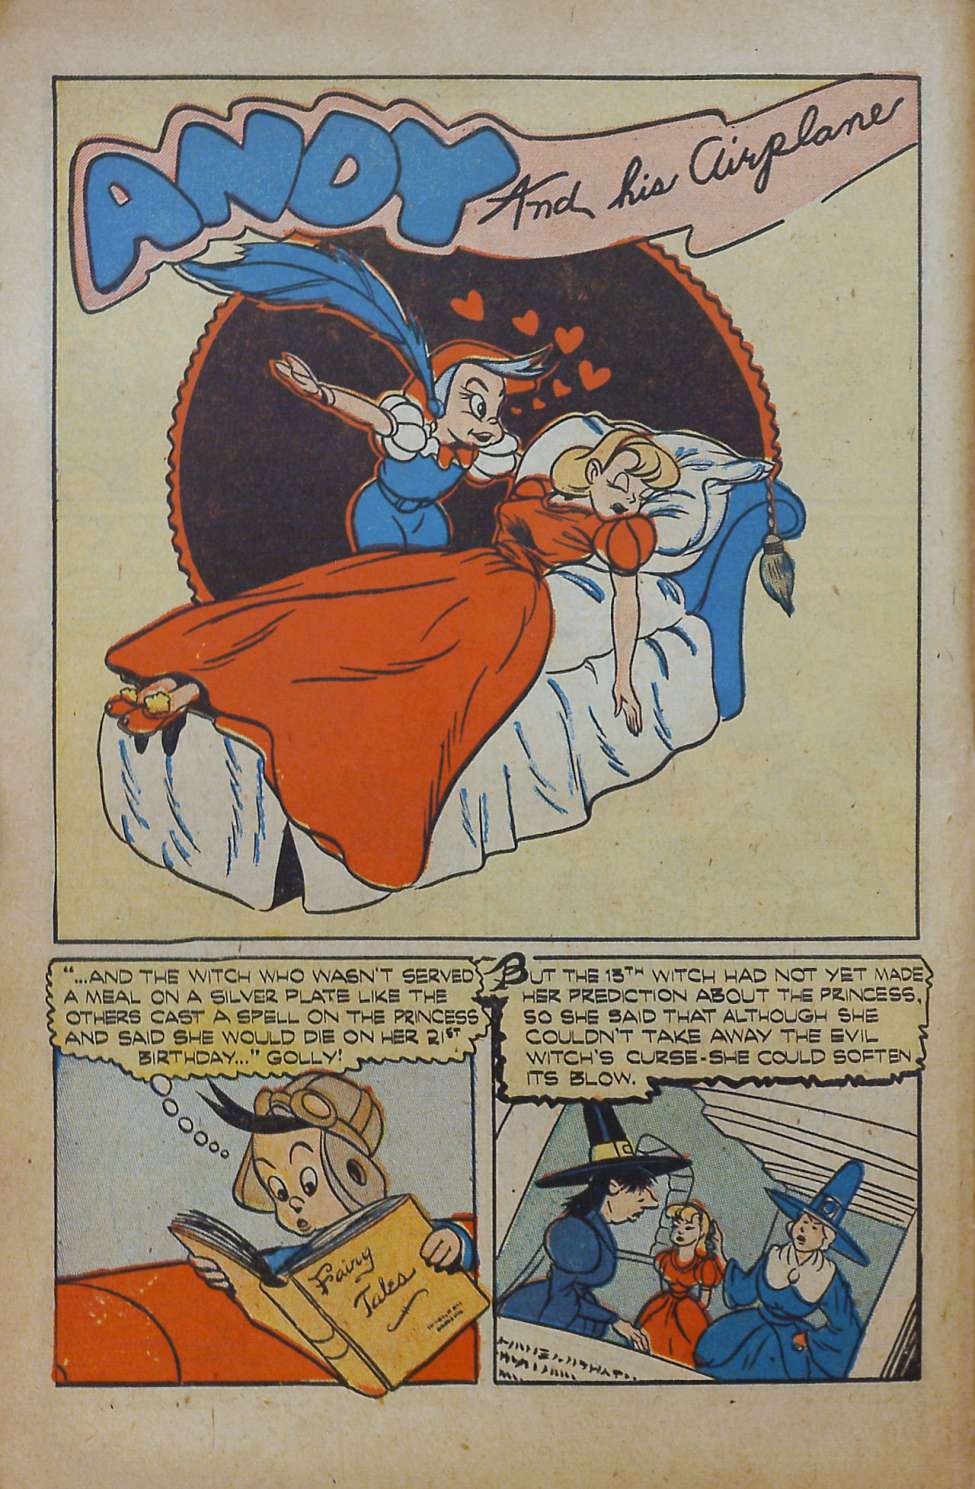 ANDY And his Airplane
"...AND THE WITCH WHO WASN'T SERVED
A MEAL ON A SILVER PLATE LIKE THE
OTHERS CAST A SPELL ON THE PRINCESS
AND SAID SHE WOULD DIE ON HER 21ST
BIRTHDAY..." GOLLY!
BUT THE 13TH WITCH HAD NOT YET MADE
HER PREDICTION ABOUT THE PRINCESS,
SO SHE SAID THAT ALTHOUGH SHE
COULDN'T TAKE AWAY THE EVIL
WITCH'S CURSE-SHE COULD SOFTEN
ITS BLOW.
Fairy
Tales